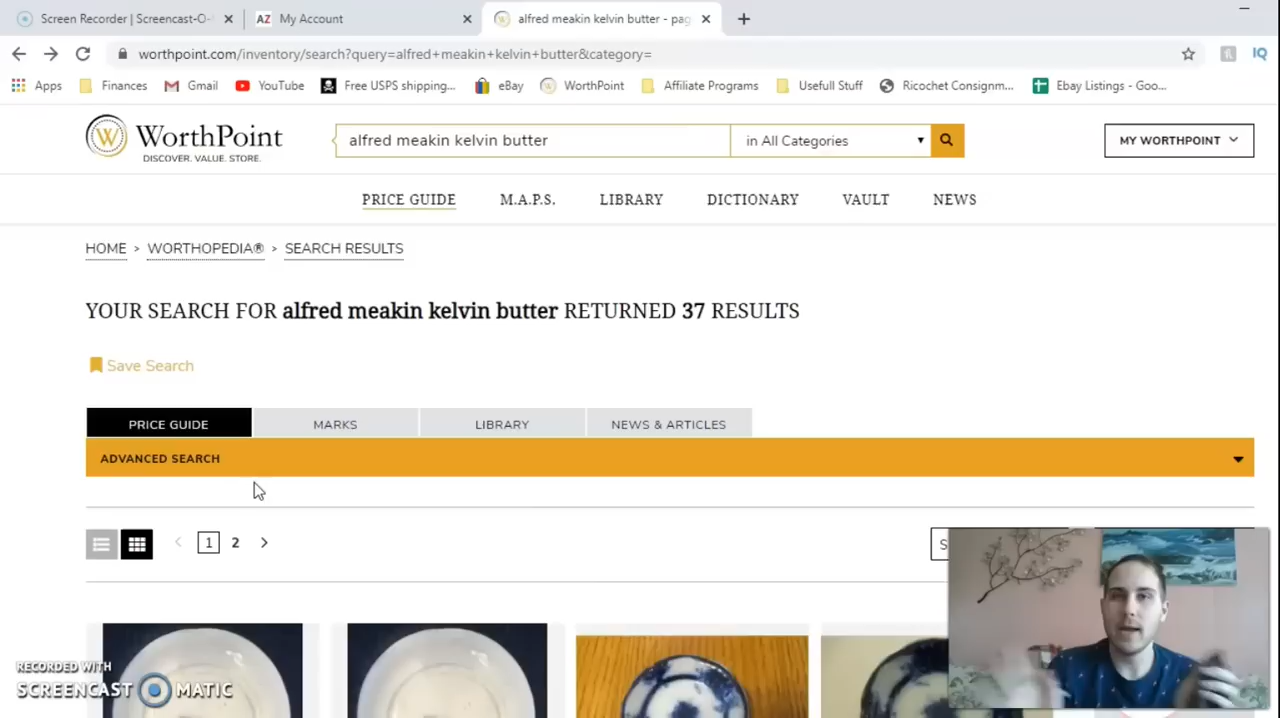 Screen Recorder | Screencast-O-
AZ My Account
alfred meakin kelvin butter - pag
worthpoint.com/inventory/search?query=alfred+meakin+kelvin+butter&category=
IQ
Apps Finances Gmail YouTube Free USPS shipping... eBay WorthPoint Affiliate Programs Usefull Stuff Ricochet Consignm... Ebay Listings - Goo...
W WORTHPOINT
DISCOVER. VALUE. STORE.
alfred meakin kelvin butter
in All Categories
MY WORTHPOINT
PRICE GUIDE M.A.P.S. LIBRARY DICTIONARY VAULT NEWS
HOME > WORTHOPEDIA® > SEARCH RESULTS
YOUR SEARCH FOR alfred meakin kelvin butter RETURNED 37 RESULTS
Save Search
PRICE GUIDE MARKS LIBRARY NEWS & ARTICLES
ADVANCED SEARCH
< 1 2 >
RECORDED WITH
SCREENCAST MATIC